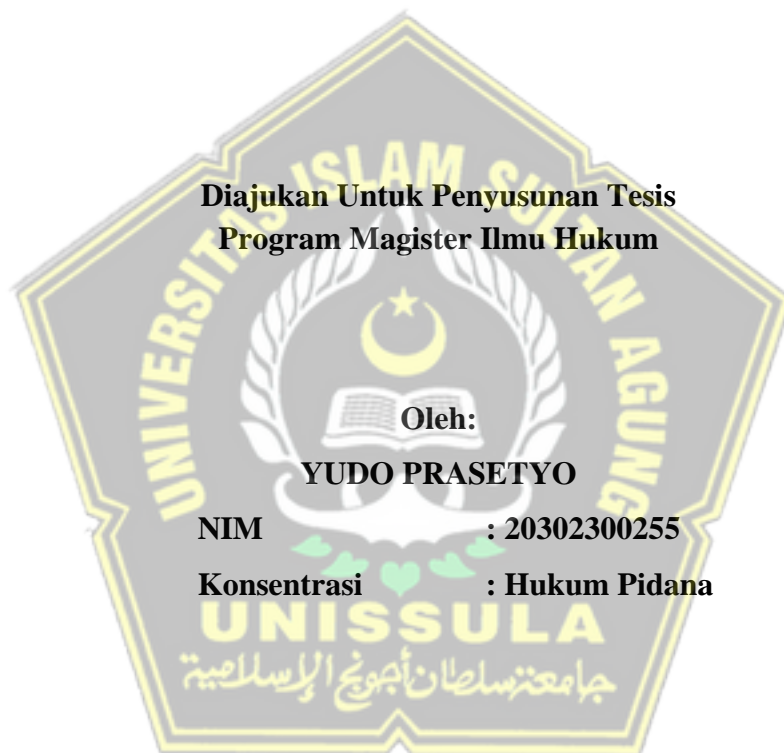 Diajukan Untuk Penyusunan Tesis
Program Magister Ilmu Hukum
UNIVERSITAS ISLAM SULTAN AGUNG
Oleh:
YUDO PRASETYO
NIM : 20302300255
Konsentrasi : Hukum Pidana
UNISSULA
جامعة سلطان أجونج الإسلامية